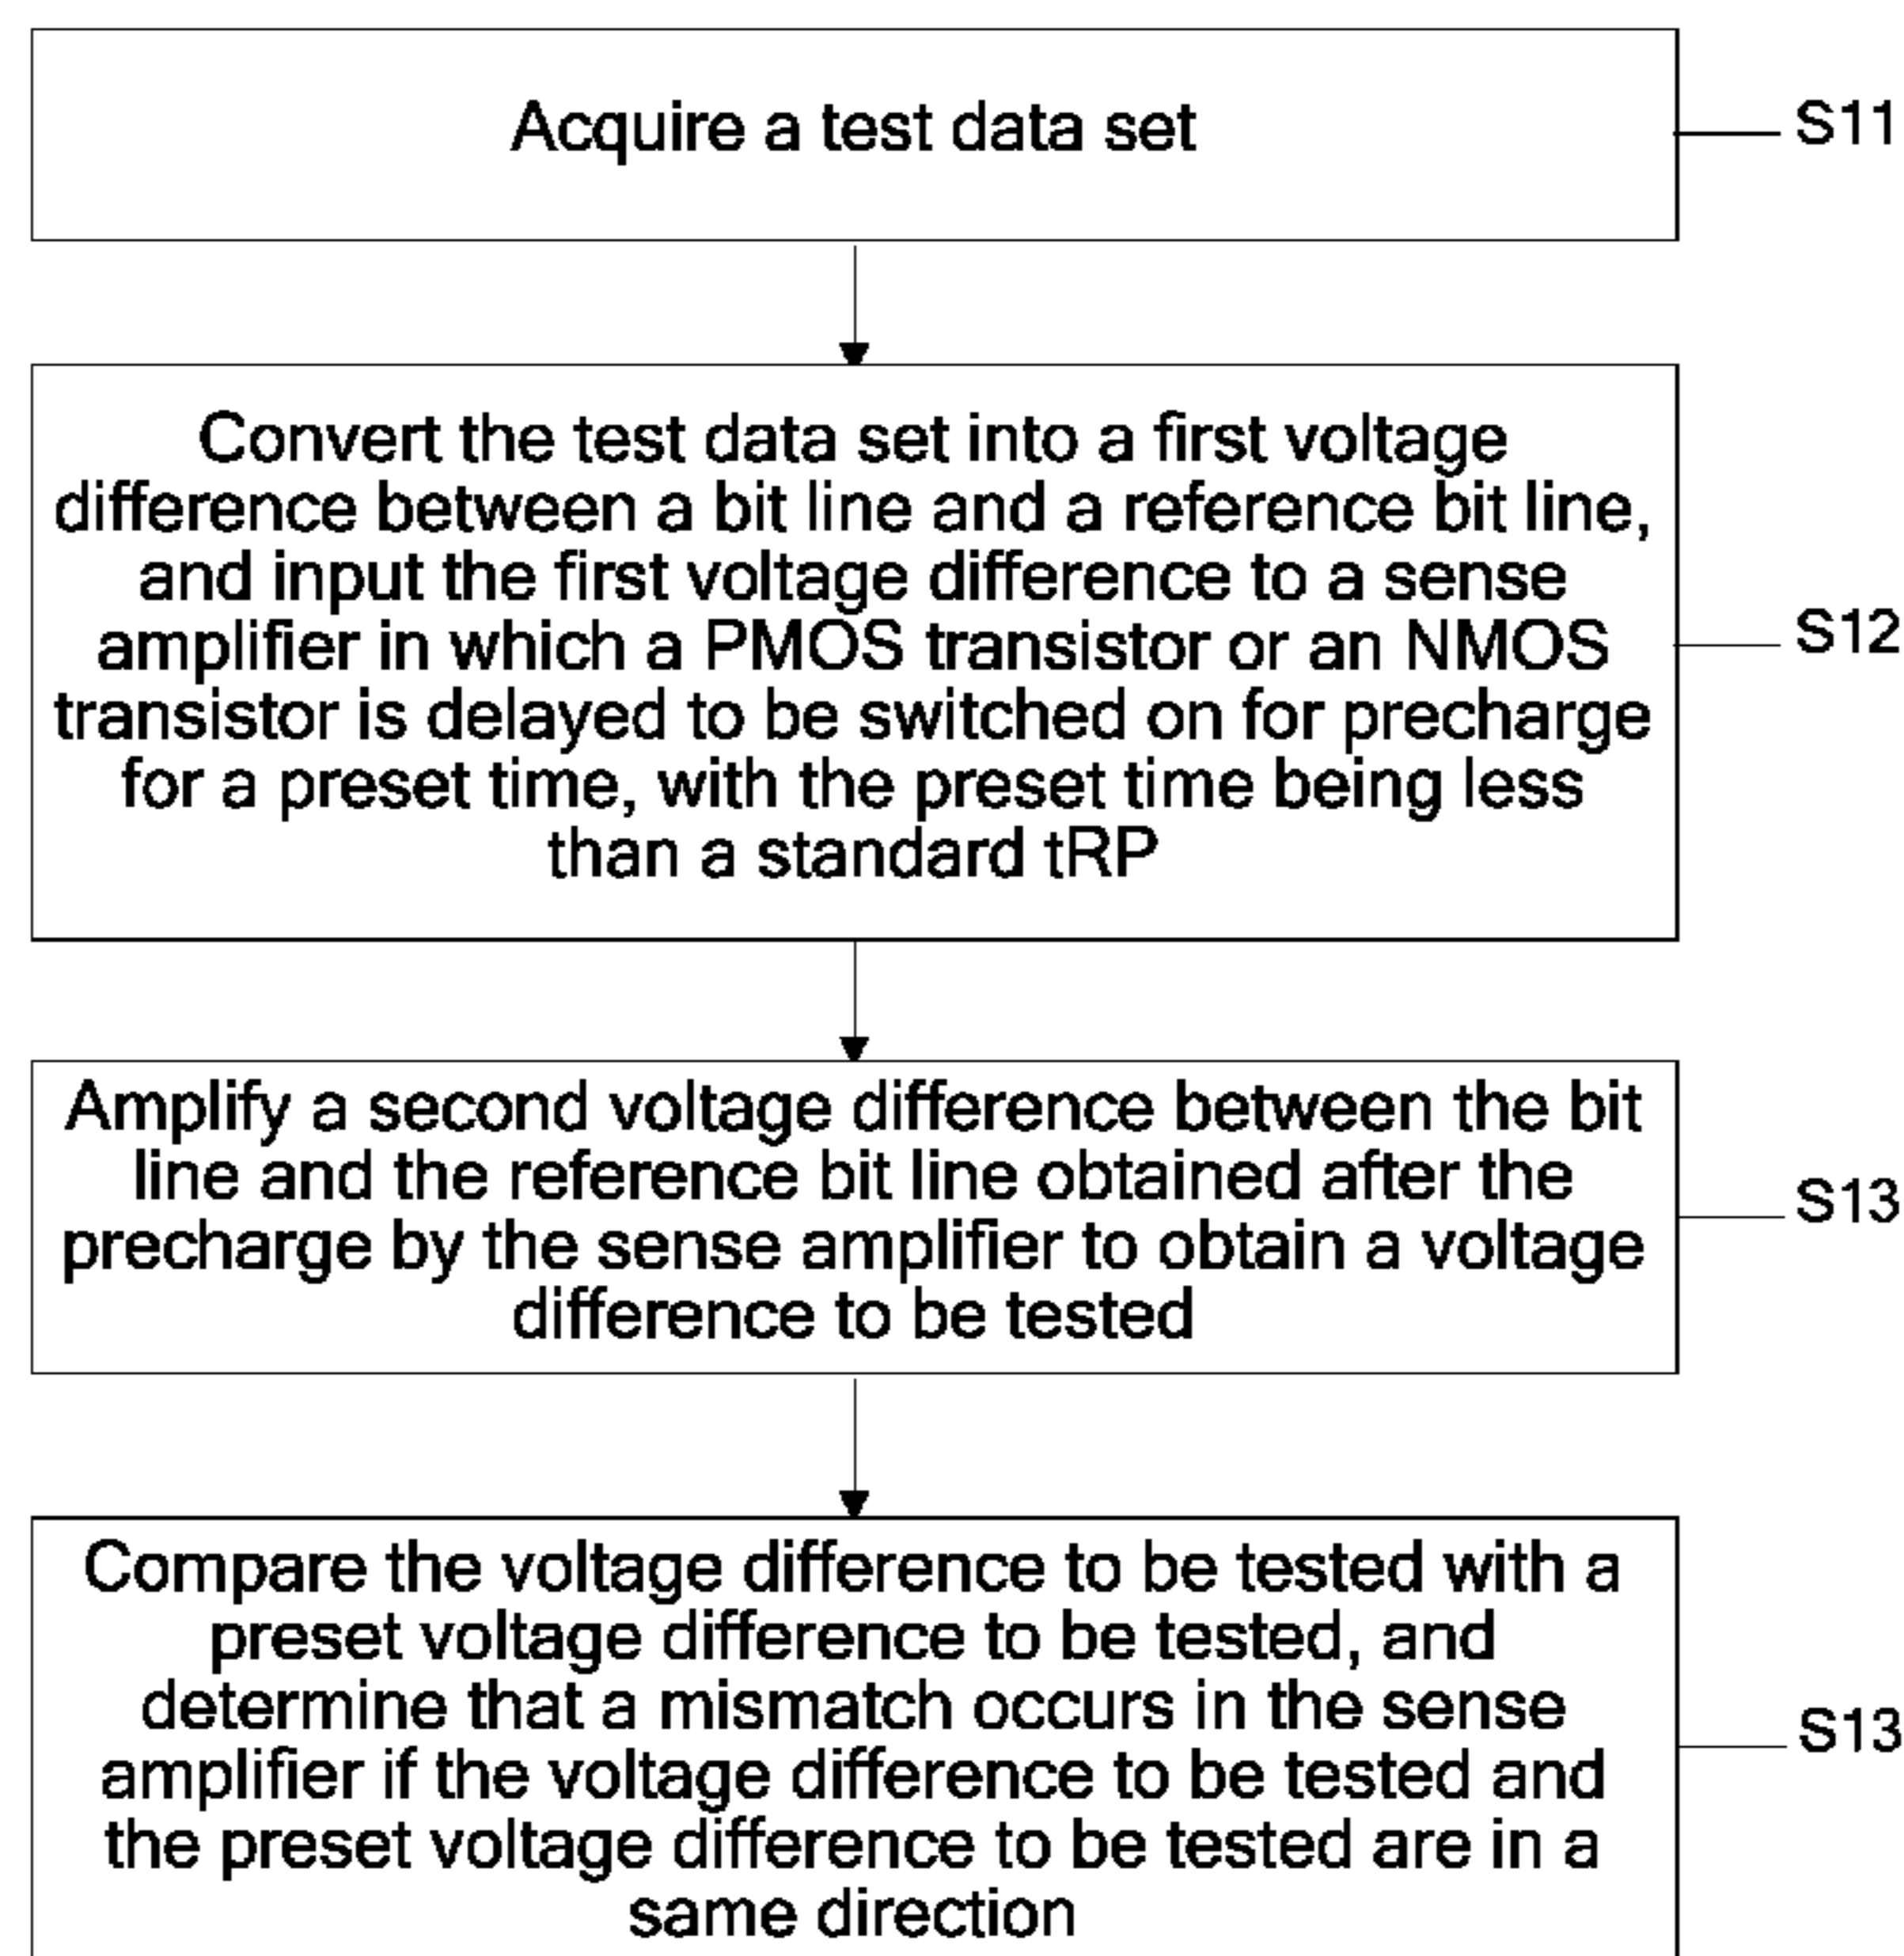 Acquire a test data set
S11
Convert the test data set into a first voltage
difference between a bit line and a reference bit line,
and input the first voltage difference to a sense
amplifier in which a PMOS transistor or an NMOS
transistor is delayed to be switched on for precharge
for a preset time, with the preset time being less
than a standard tRP
S12
Amplify a second voltage difference between the bit
line and the reference bit line obtained after the
precharge by the sense amplifier to obtain a voltage
difference to be tested
S13
Compare the voltage difference to be tested with a
preset voltage difference to be tested, and
determine that a mismatch occurs in the sense
amplifier if the voltage difference to be tested and
the preset voltage difference to be tested are in a
same direction
S13